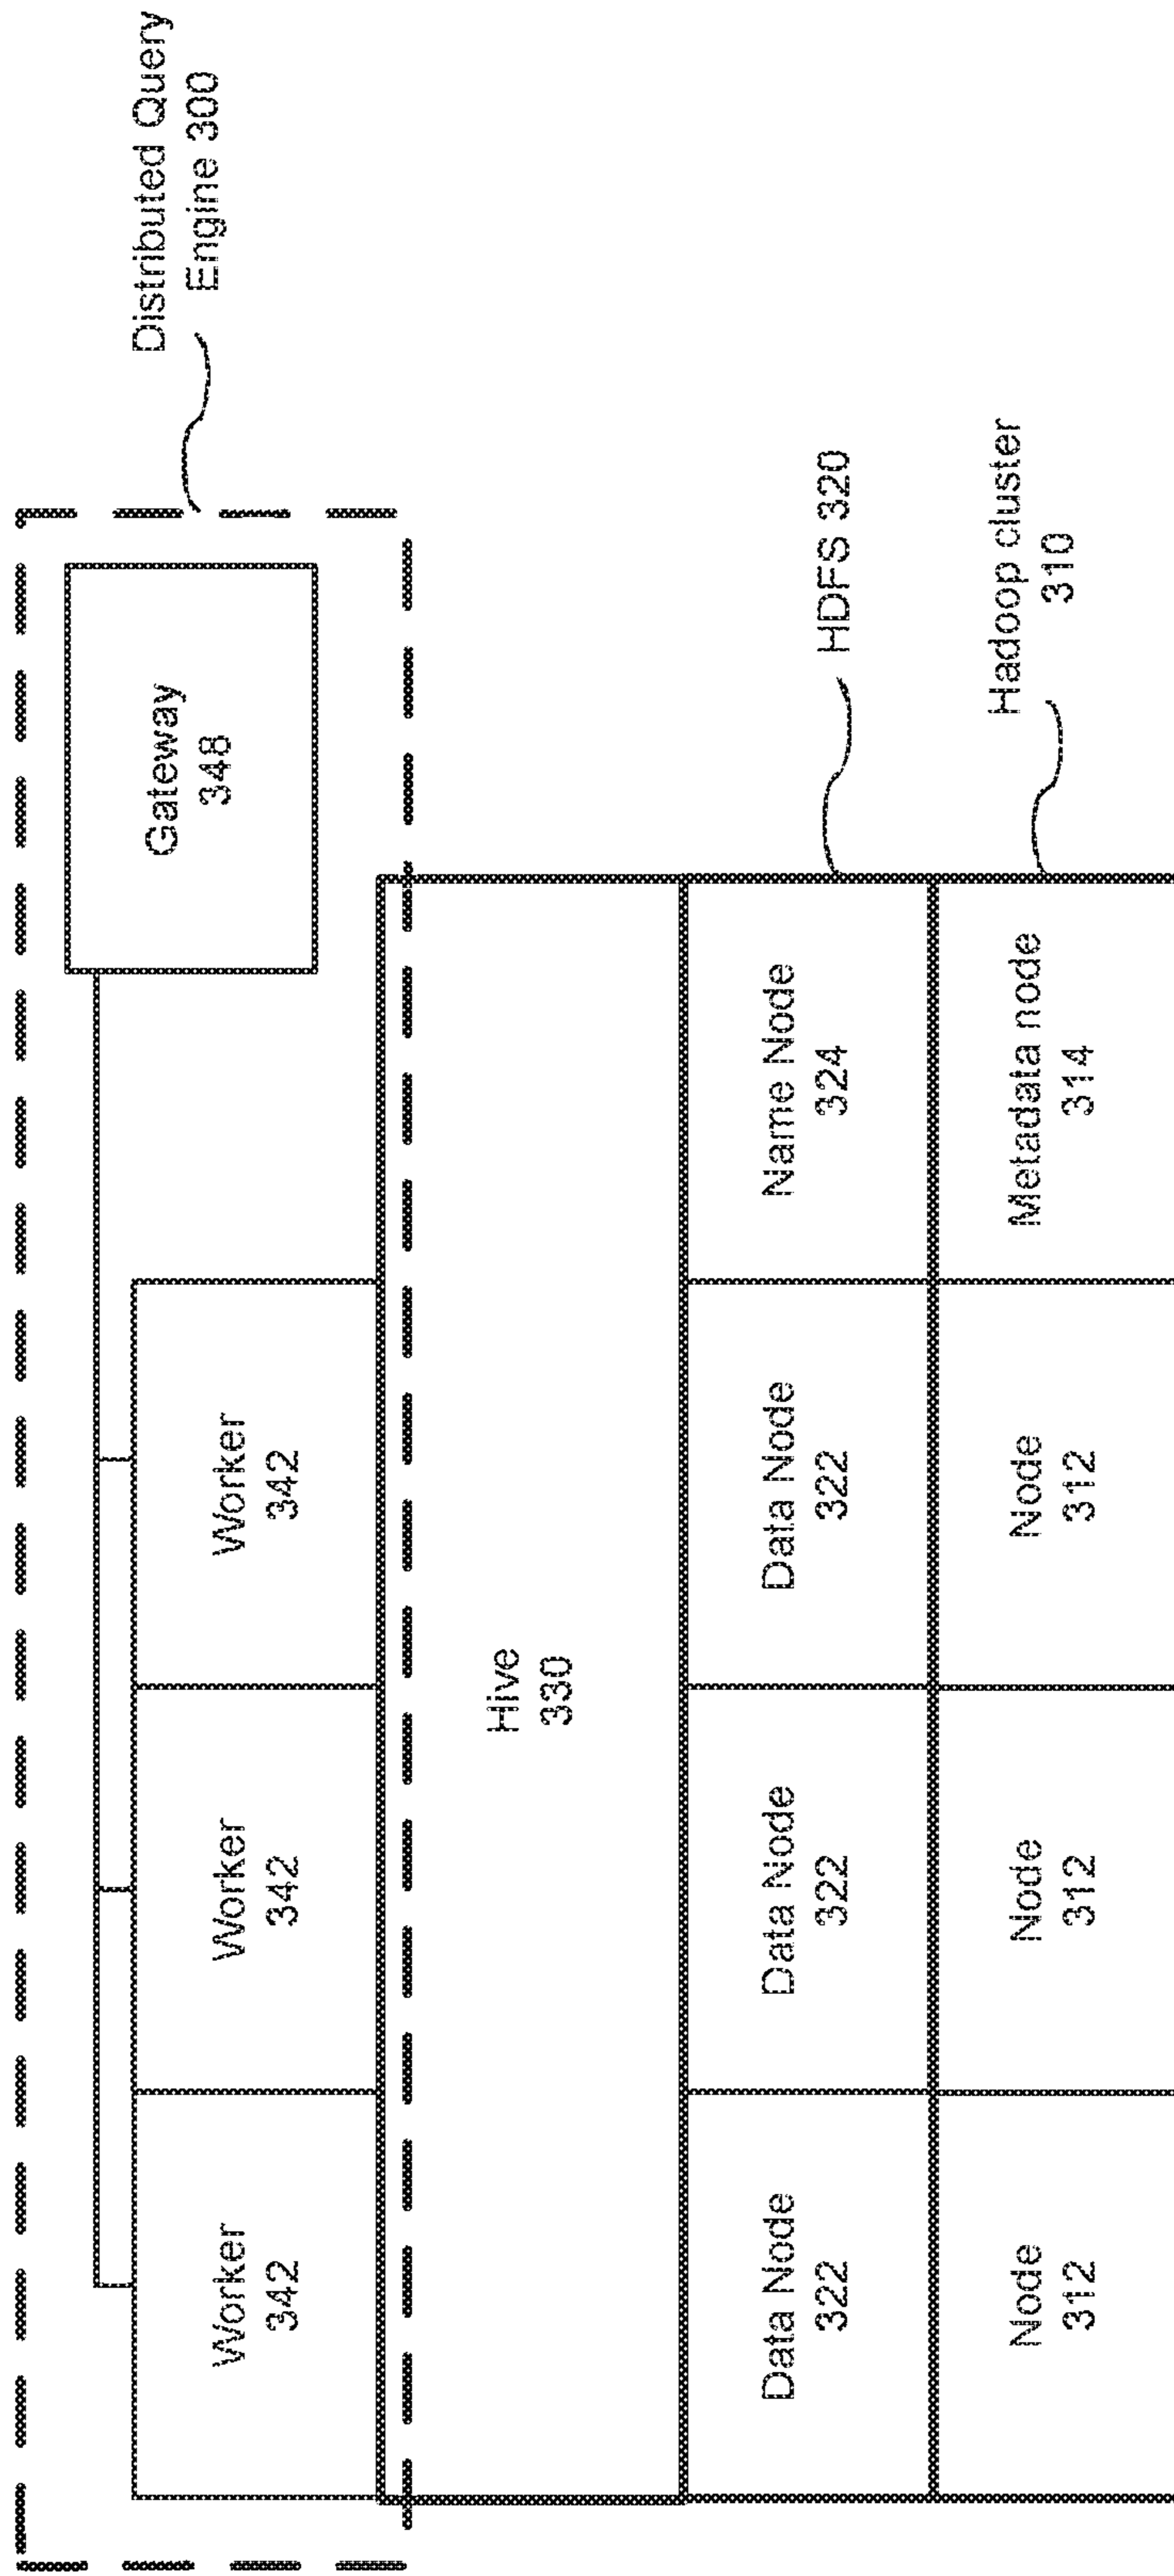 Distributed Query
Engine 300
Gateway
348
Worker
342
Worker
342
Worker
342
Hive
330
HDFS 320
Data Node
322
Data Node
322
Data Node
322
Name Node
324
Hadoop cluster
310
Node
312
Node
312
Node
312
Metadata node
314